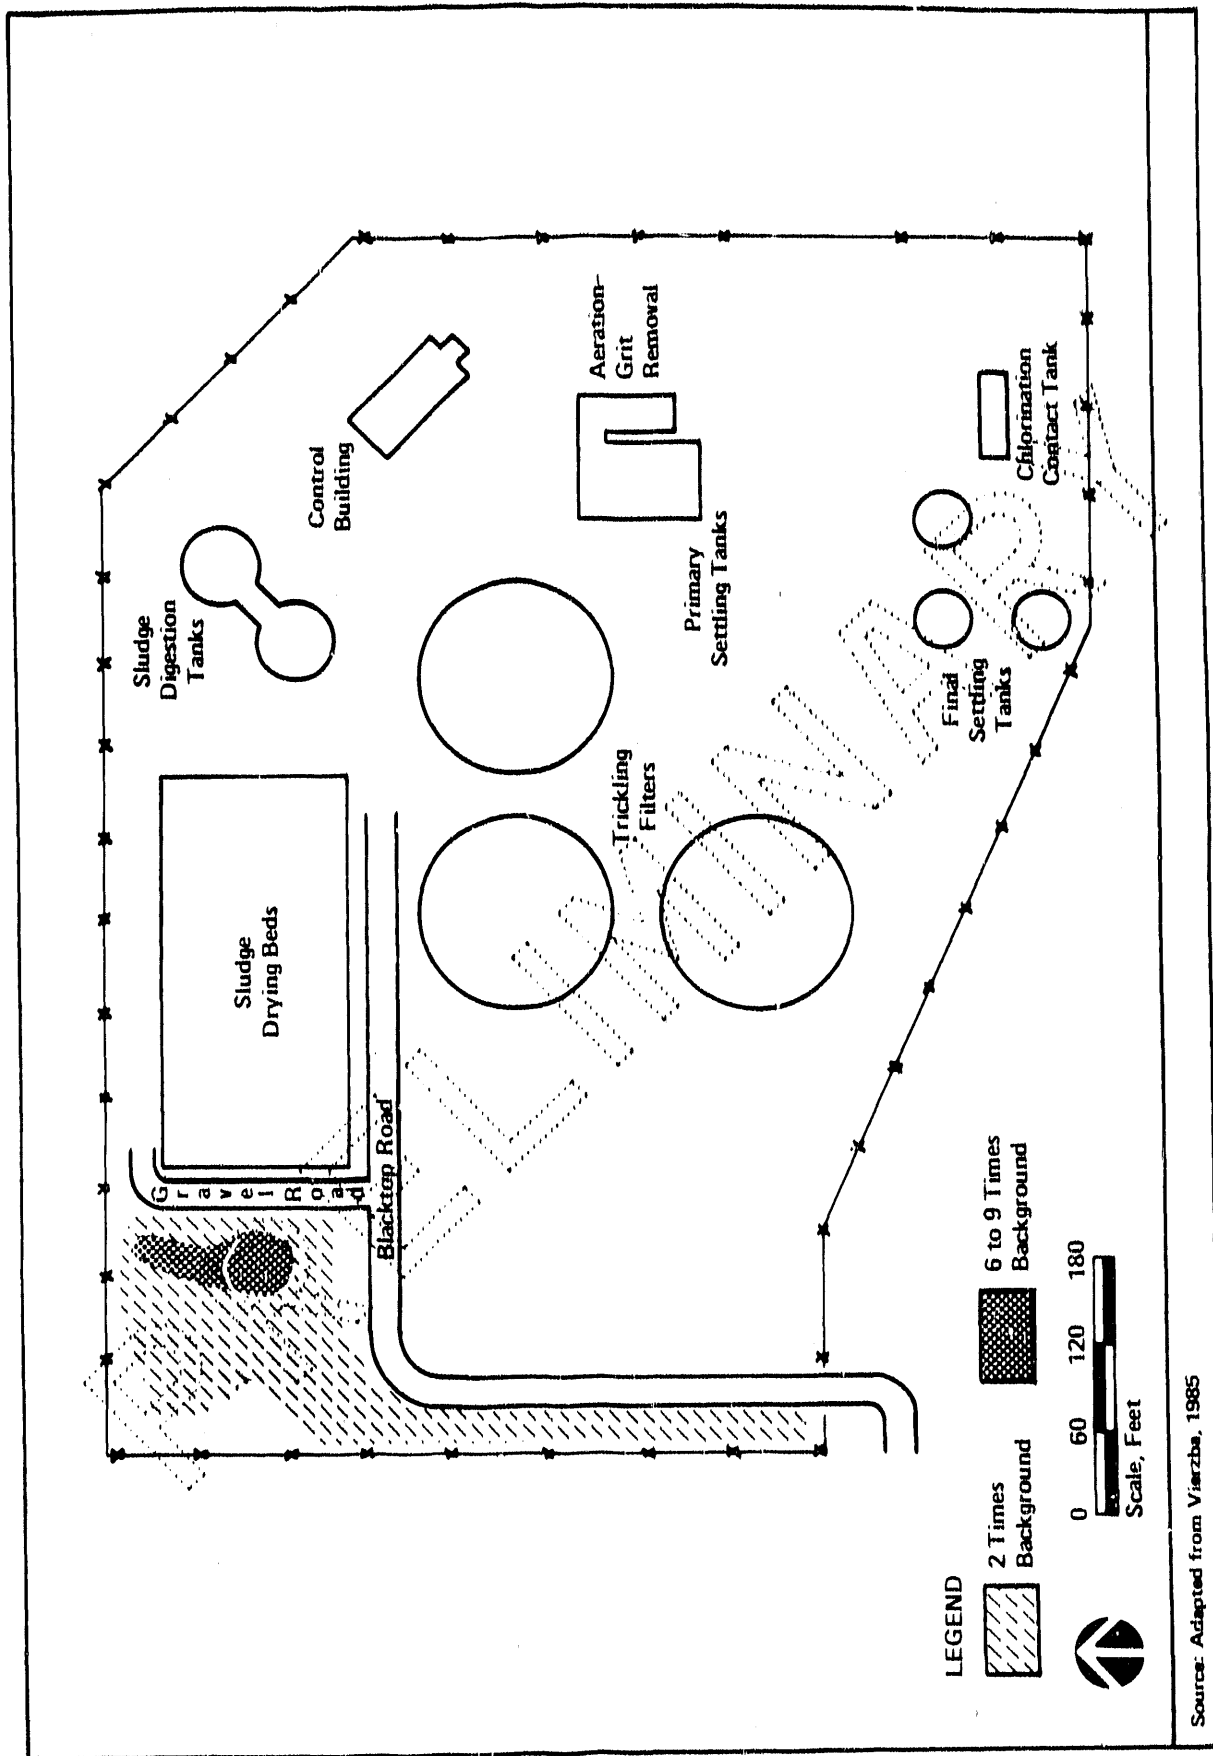 Sludge
Digestion
Tanks
Control
Building
Aeration–
Grit
Removal
Sludge
Drying Beds
Gravel Road
Blacktop Road
Trickling
Filters
Primary
Settling Tanks
Final
Settling
Tanks
Chlorination
Contact Tank
PRELIMINARY
LEGEND
2 Times
Background
6 to 9 Times
Background
0 60 120 180
Scale, Feet
Source: Adapted from Vierzba, 1985